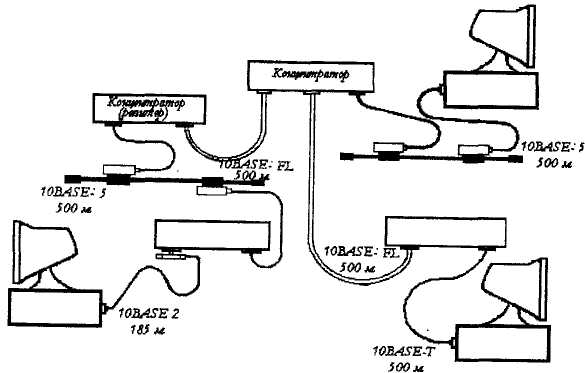 Концентратор
Концентратор
(репитер)
10BASE- FL
500 м
10BASE- 5
500 м
10BASE- 5
500 м
10BASE- FL
500 м
10BASE 2
185 м
10BASE-T
500 м